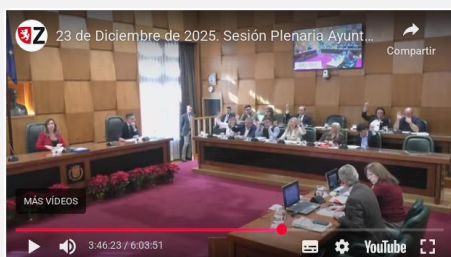 Z 23 de Diciembre de 2025. Sesión Plenaria Ayunt...
Compartir
MÁS VÍDEOS
3:46:23 / 6:03:51
YouTube